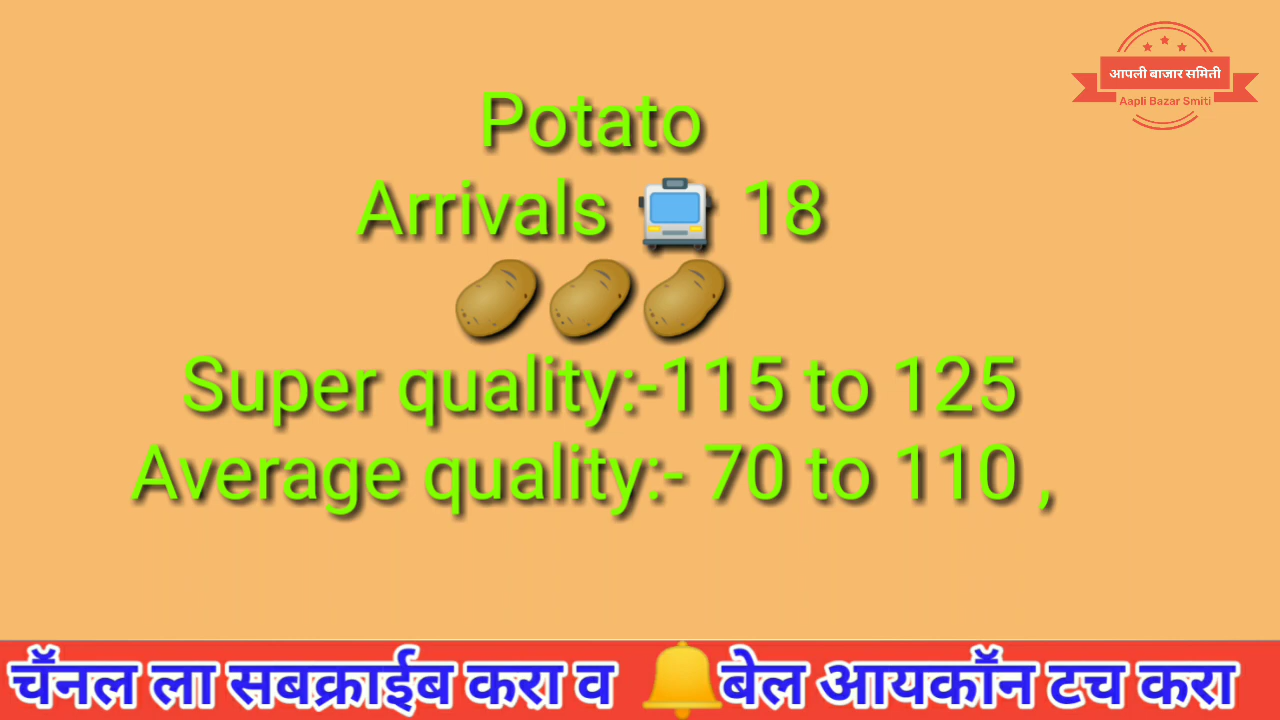 आपली बाजार समिती
Aapli Bazar Smiti
Potato
Arrivals 🚍 18
🥔🥔🥔
Super quality:-115 to 125
Average quality:- 70 to 110 ,
चॅनल ला सबक्राईब करा व 🔔बेल आयकॉन टच करा